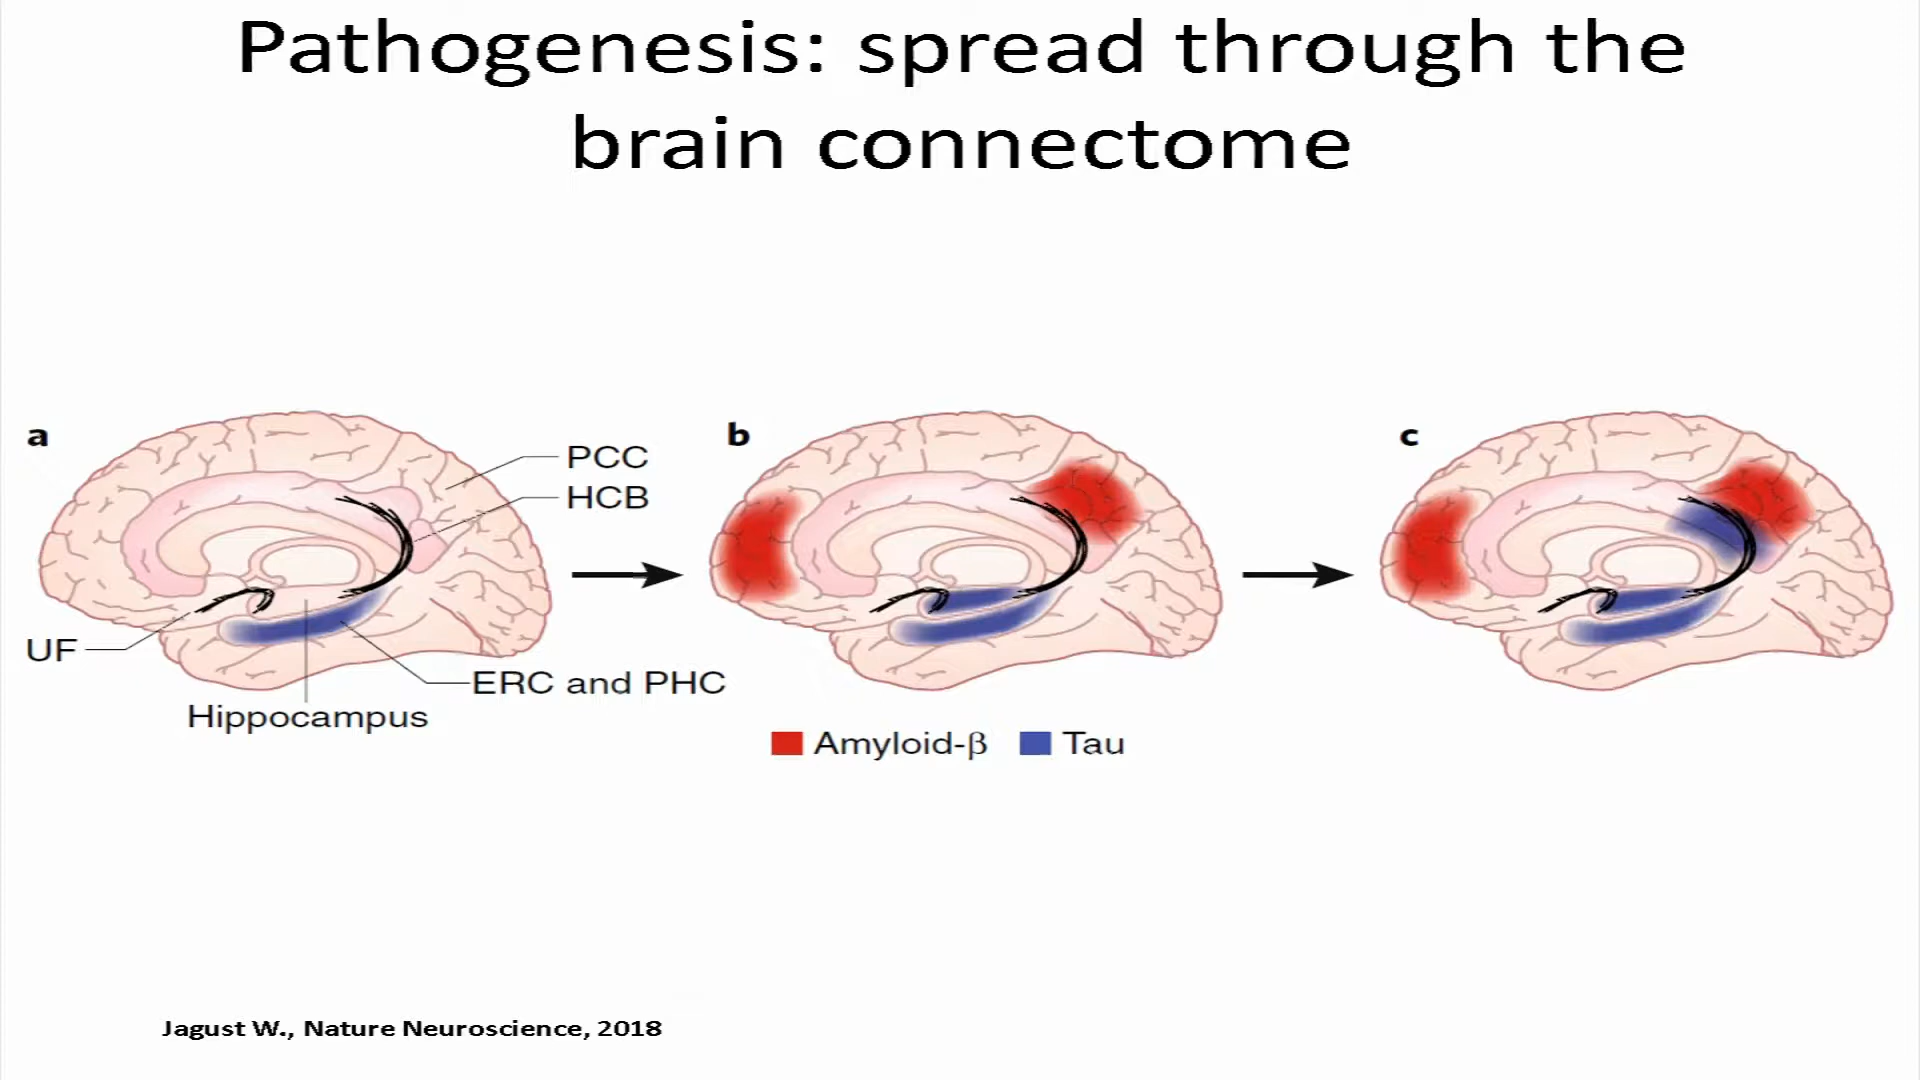 Pathogenesis: spread through the
brain connectome
a
PCC
HCB
UF
ERC and PHC
Hippocampus
b
c
Amyloid-β Tau
Jagust W., Nature Neuroscience, 2018